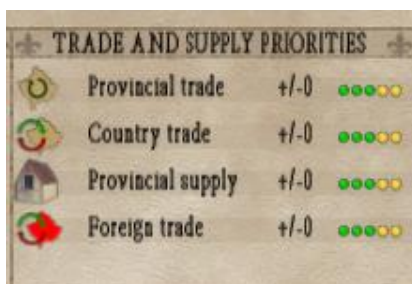 TRADE AND SUPPLY PRIORITIES
Provincial trade +/-0
Country trade +/-0
Provincial supply +/-0
Foreign trade +/-0